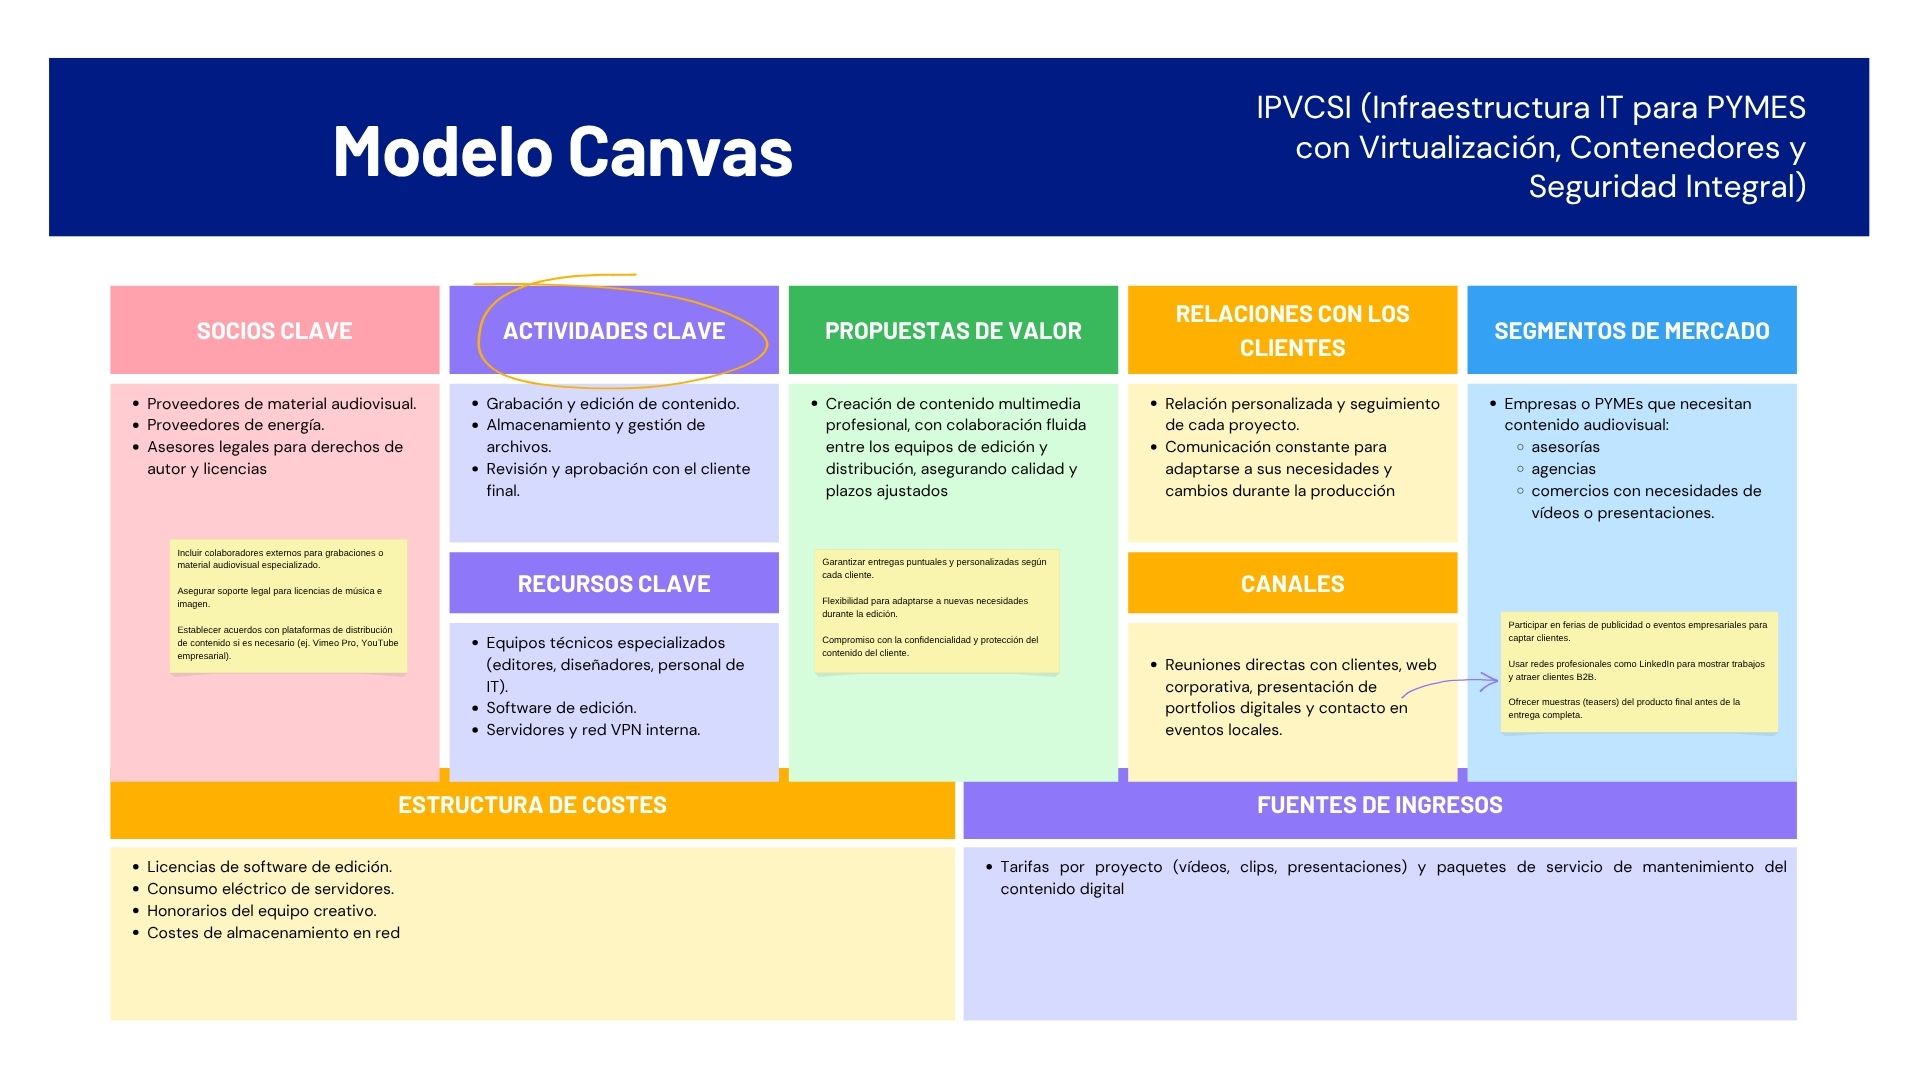 Modelo Canvas
IPVCSI (Infraestructura IT para PYMES
con Virtualización, Contenedores y
Seguridad Integral)
SOCIOS CLAVE
• Proveedores de material audiovisual.
• Proveedores de energía.
• Asesores legales para derechos de
autor y licencias
Incluir colaboradores externos para grabaciones o
material audiovisual especializado.
Asegurar soporte legal para licencias de música e
imagen.
Establecer acuerdos con plataformas de distribución
de contenido si es necesario (ej. Vimeo Pro, YouTube
empresarial).
ACTIVIDADES CLAVE
• Grabación y edición de contenido.
• Almacenamiento y gestión de
archivos.
• Revisión y aprobación con el cliente
final.
RECURSOS CLAVE
• Equipos técnicos especializados
(editores, diseñadores, personal de
IT).
• Software de edición.
• Servidores y red VPN interna.
PROPUESTAS DE VALOR
• Creación de contenido multimedia
profesional, con colaboración fluida
entre los equipos de edición y
distribución, asegurando calidad y
plazos ajustados
Garantizar entregas puntuales y personalizadas según
cada cliente.
Flexibilidad para adaptarse a nuevas necesidades
durante la edición.
Compromiso con la confidencialidad y protección del
contenido del cliente.
RELACIONES CON LOS
CLIENTES
• Relación personalizada y seguimiento
de cada proyecto.
• Comunicación constante para
adaptarse a sus necesidades y
cambios durante la producción
CANALES
• Reuniones directas con clientes, web
corporativa, presentación de
portfolios digitales y contacto en
eventos locales.
SEGMENTOS DE MERCADO
• Empresas o PYMEs que necesitan
contenido audiovisual:
○ asesorías
○ agencias
○ comercios con necesidades de
vídeos o presentaciones.
Participar en ferias de publicidad o eventos empresariales para
captar clientes.
Usar redes profesionales como LinkedIn para mostrar trabajos
y atraer clientes B2B.
Ofrecer muestras (teasers) del producto final antes de la
entrega completa.
ESTRUCTURA DE COSTES
• Licencias de software de edición.
• Consumo eléctrico de servidores.
• Honorarios del equipo creativo.
• Costes de almacenamiento en red
FUENTES DE INGRESOS
• Tarifas por proyecto (vídeos, clips, presentaciones) y paquetes de servicio de mantenimiento del
contenido digital